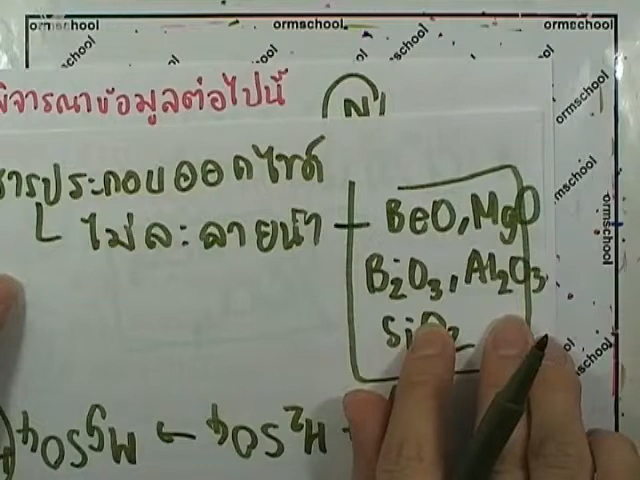 ormschool ormschool ormschool
พิจารณาข้อมูลต่อไปนี้
สารประกอบออกไซด์
ไม่ละลายน้ำ BeO, MgO
B₂O₃, Al₂O₃
SiO₂
H₂SO₄ → MgSO₄
ormschool
ormschool